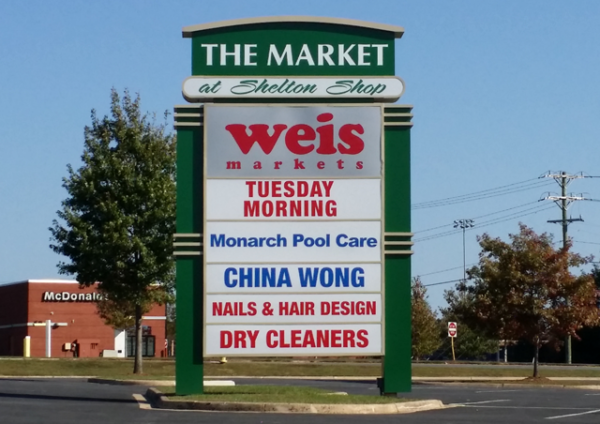 THE MARKET
at Shelton Shop
weis
markets
TUESDAY
MORNING
Monarch Pool Care
CHINA WONG
NAILS & HAIR DESIGN
DRY CLEANERS
McDonald's